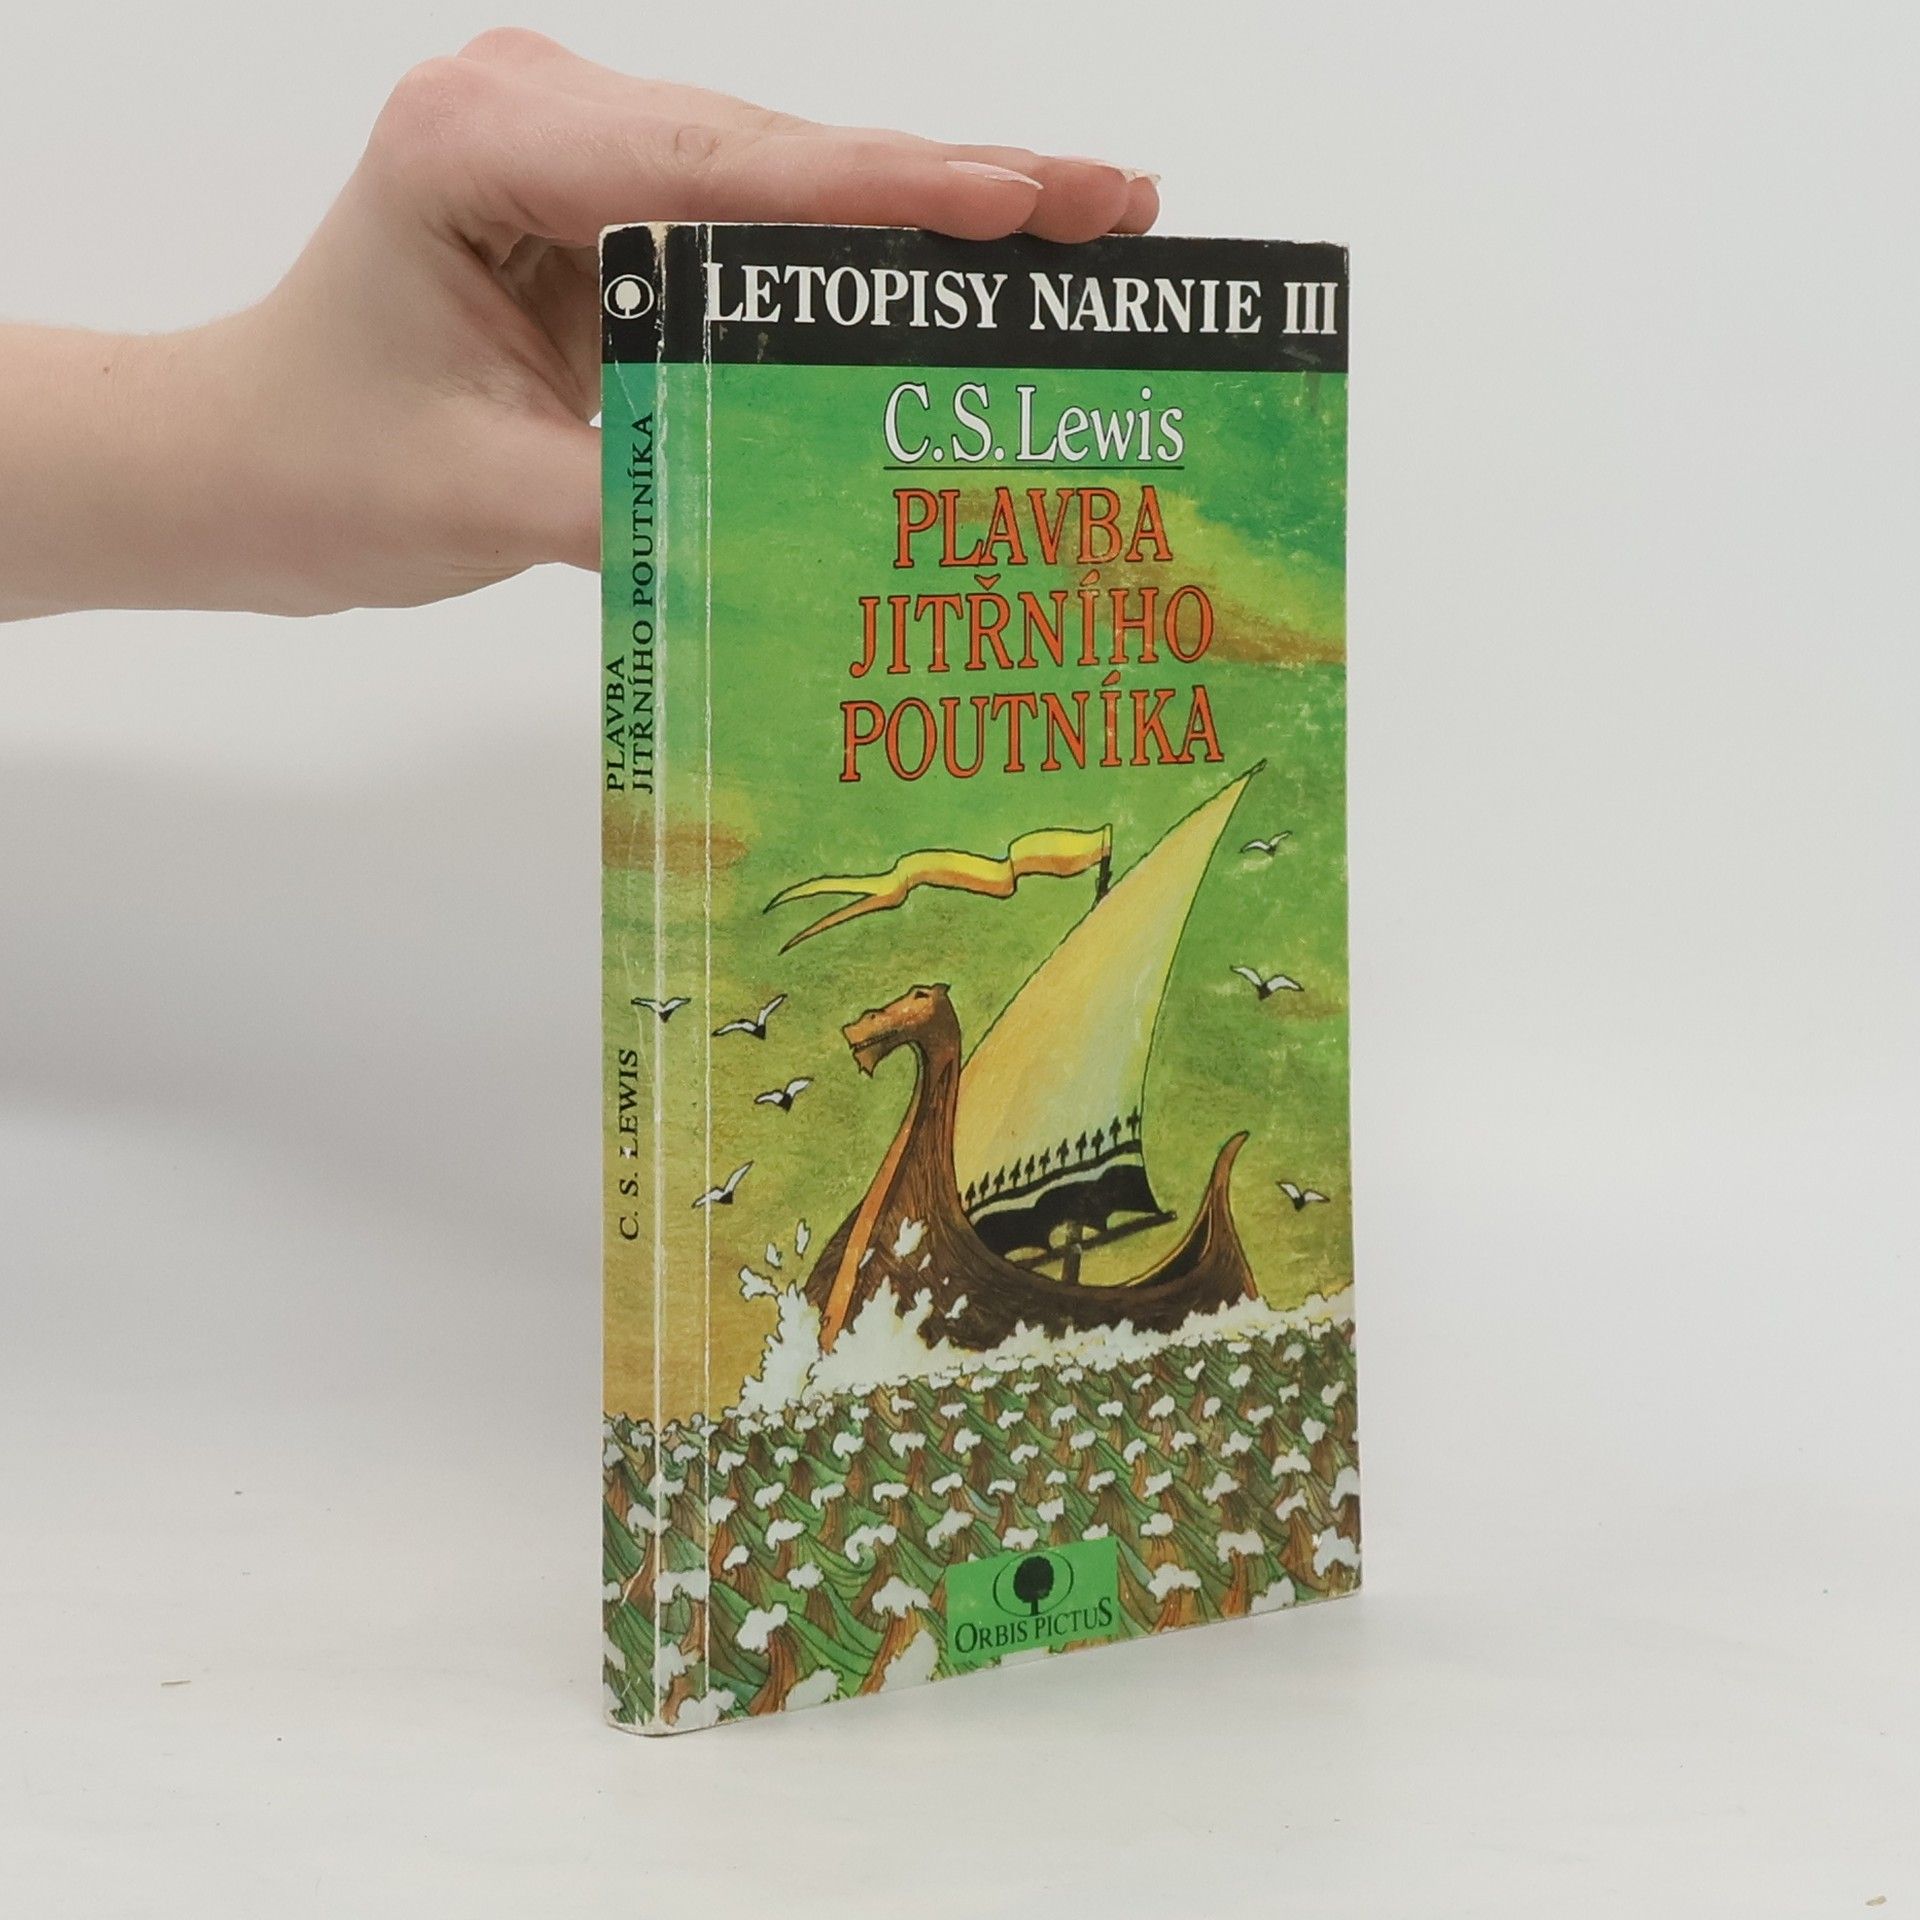 LETOPISY NARNIE III
C.S. Lewis
PLAVBA
JITŘNÍHO
POUTNÍKA
ORBIS PICTUS
PLAVBA
JITŘNÍHO POUTNÍKA
C. S. LEWIS